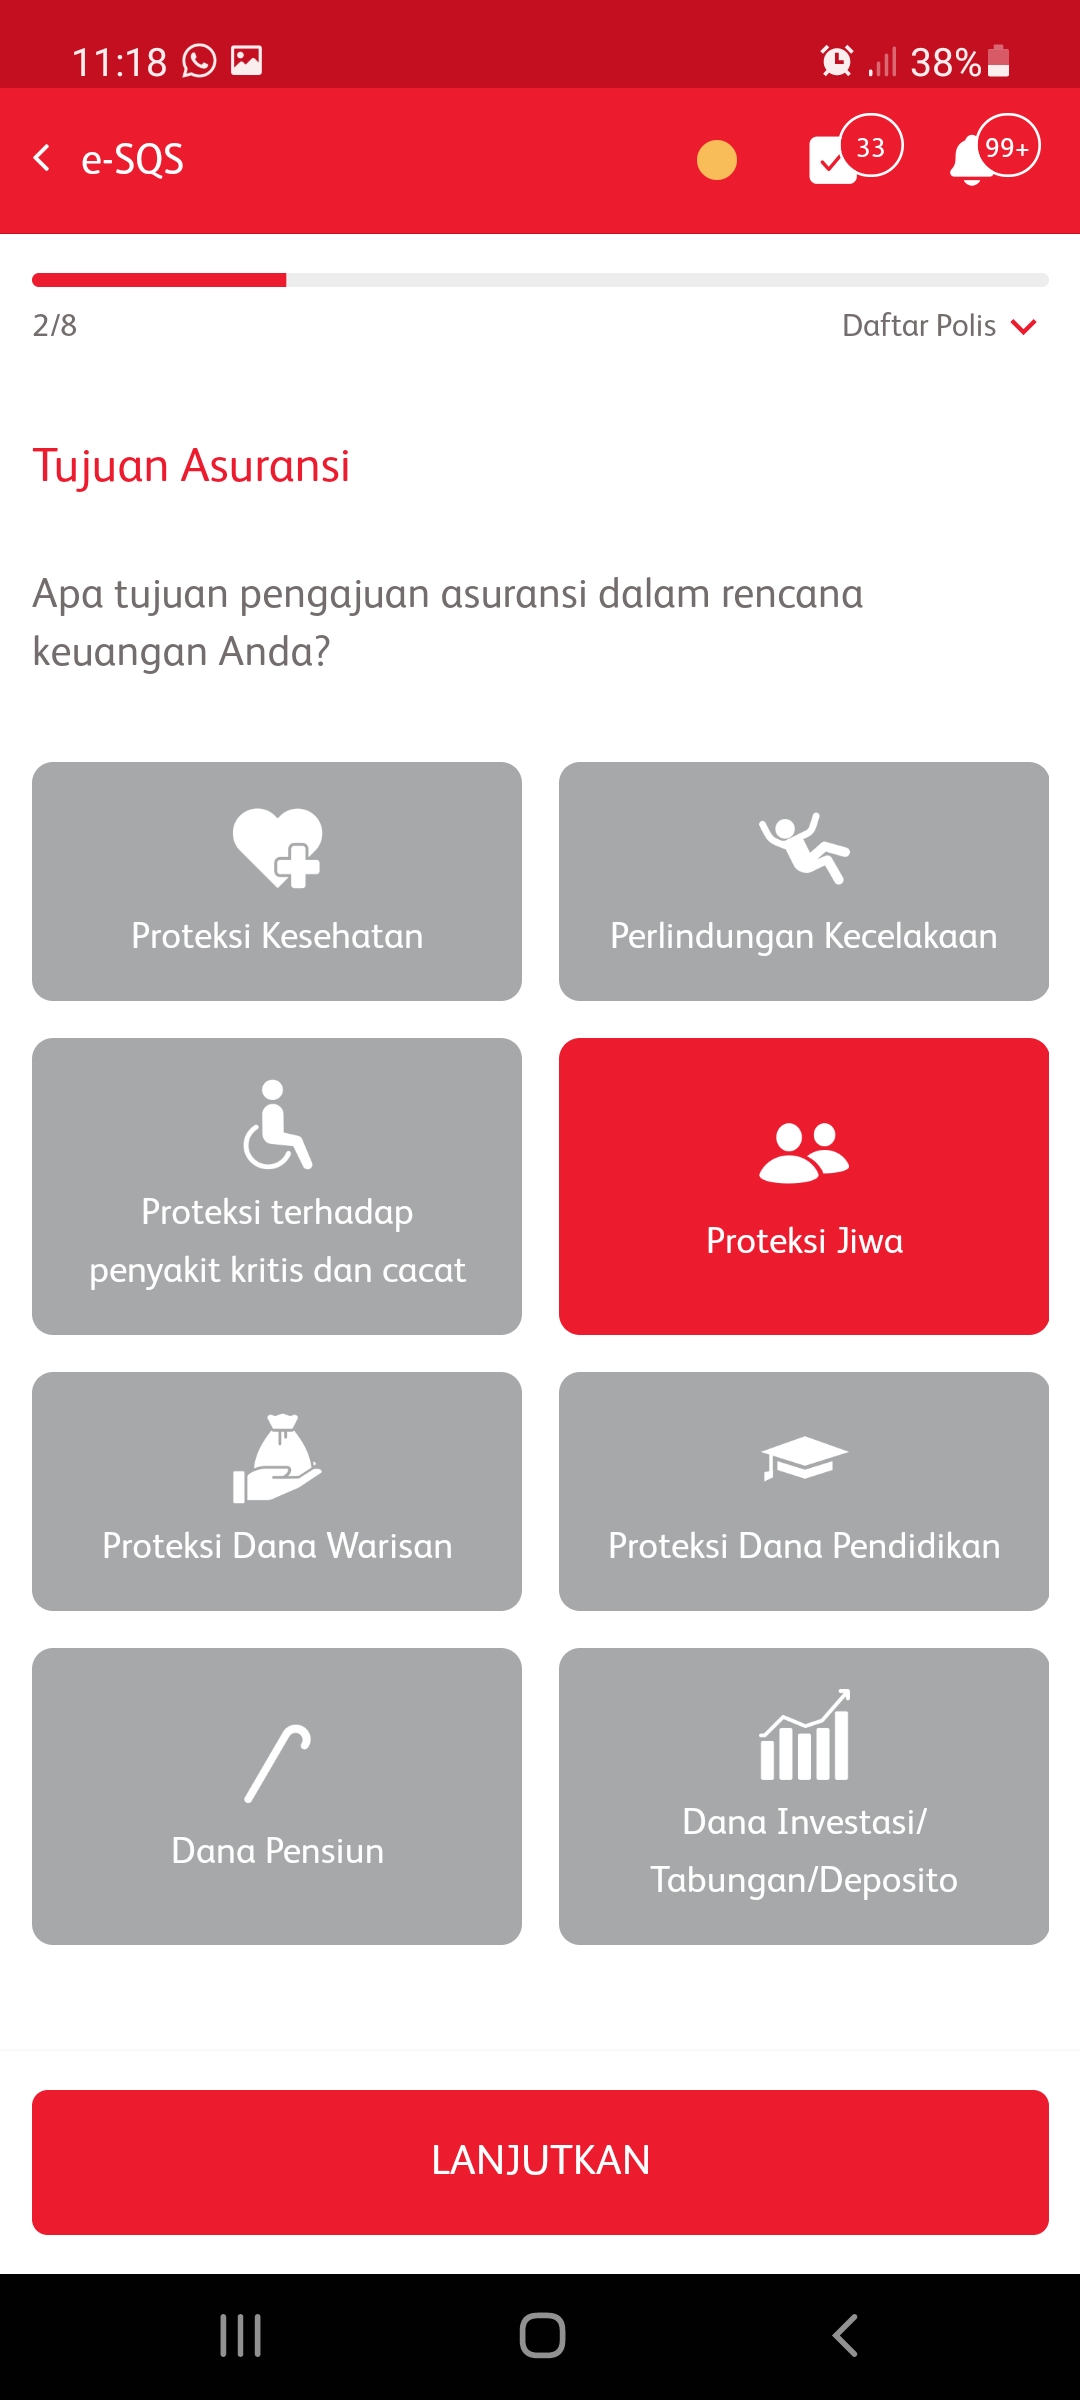 11:18
38%
e-SQS
33
99+
2/8
Daftar Polis
Tujuan Asuransi
Apa tujuan pengajuan asuransi dalam rencana
keuangan Anda?
Proteksi Kesehatan
Perlindungan Kecelakaan
Proteksi terhadap
penyakit kritis dan cacat
Proteksi Jiwa
Proteksi Dana Warisan
Proteksi Dana Pendidikan
Dana Pensiun
Dana Investasi/
Tabungan/Deposito
LANJUTKAN